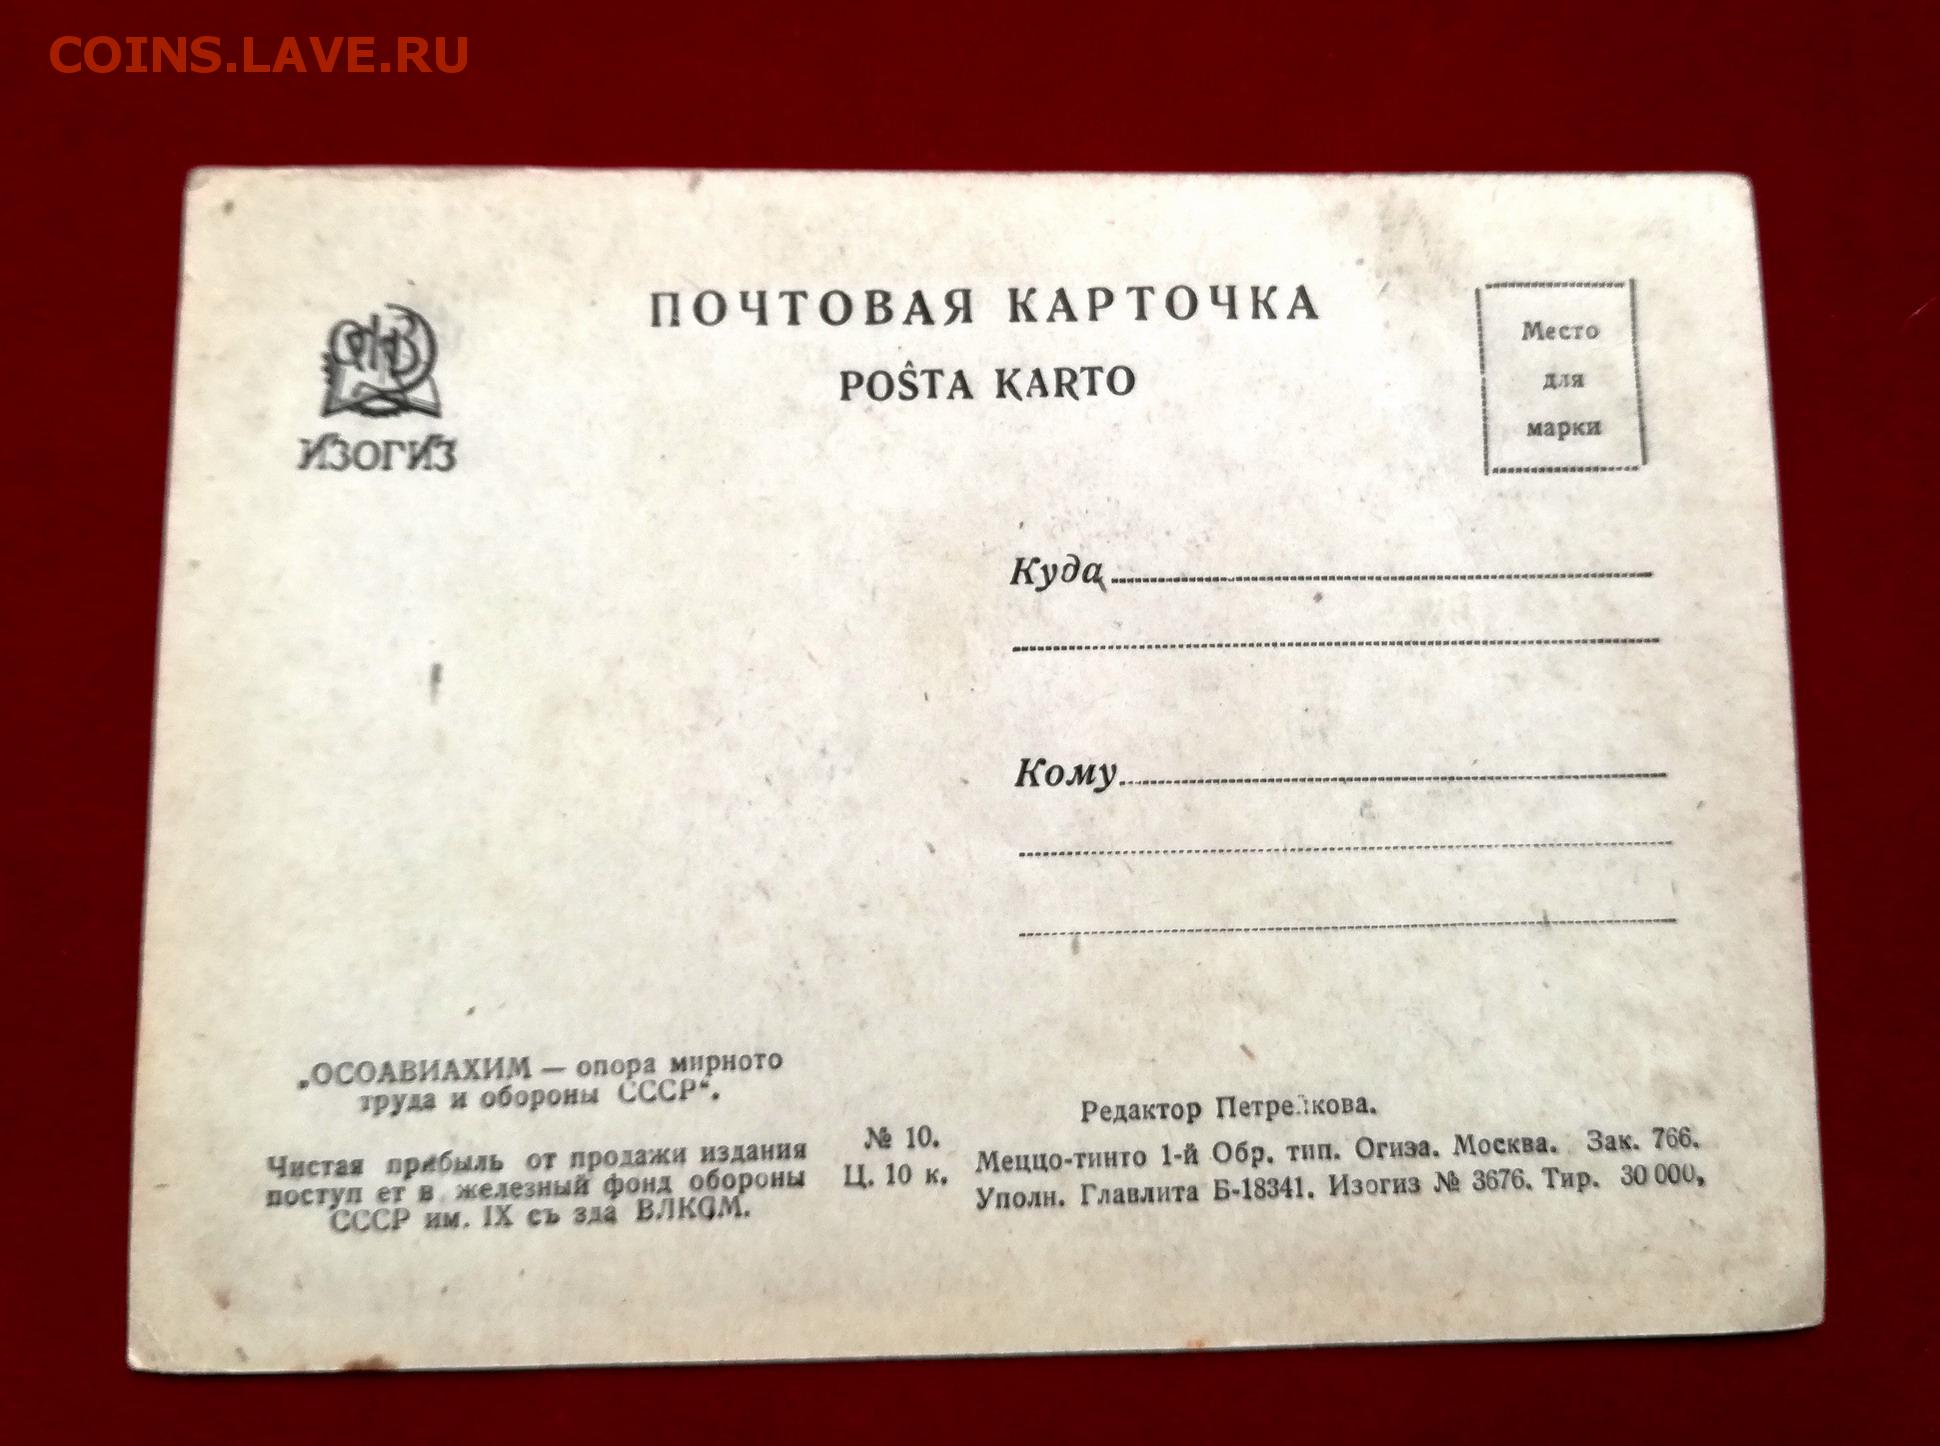 COINS.LAVE.RU
ПОЧТОВАЯ КАРТОЧКА
POŜTA KARTO
Место
для
марки
ИЗОГИЗ
Куда
Кому
„ОСОАВИАХИМ — опора мирного
труда и обороны СССР“.
Чистая прибыль от продажи издания
поступ ет в железный фонд обороны
СССР им. IX съ зда ВЛКСМ.
№ 10.
Ц. 10 к.
Редактор Петрейкова.
Меццо-тинто 1-й Обр. тип. Огиза. Москва. Зак. 766.
Уполн. Главлита Б-18341. Изогиз № 3676. Тир. 30 000,